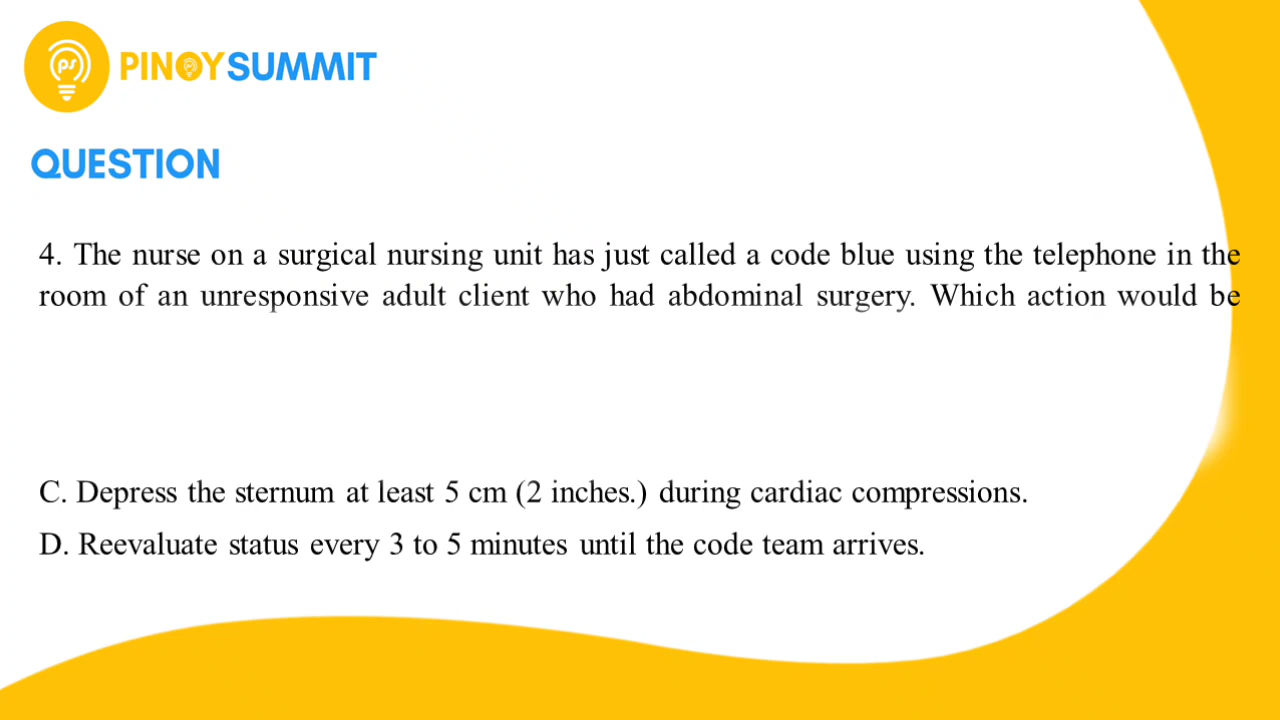 PINOYSUMMIT
QUESTION
4. The nurse on a surgical nursing unit has just called a code blue using the telephone in the
room of an unresponsive adult client who had abdominal surgery. Which action would be
C. Depress the sternum at least 5 cm (2 inches.) during cardiac compressions.
D. Reevaluate status every 3 to 5 minutes until the code team arrives.